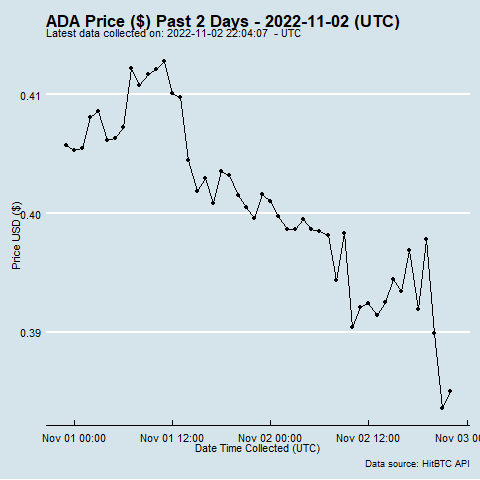 ADA Price ($) Past 2 Days - 2022-11-02 (UTC)
Latest data collected on: 2022-11-02 22:04:07 - UTC
0.41
0.40
0.39
Price USD ($)
Nov 01 00:00 Nov 01 12:00 Nov 02 00:00 Nov 02 12:00 Nov 03 0
Date Time Collected (UTC)
Data source: HitBTC API